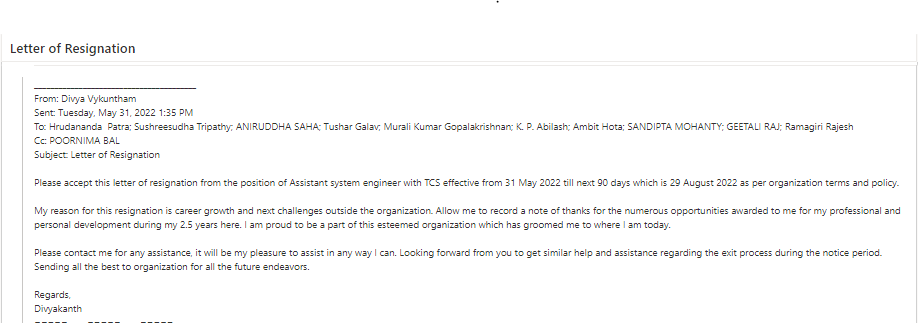 Letter of Resignation
From: Divya Vykuntham
Sent: Tuesday, May 31, 2022 1:35 PM
To: Hrudananda  Patra; Sushreesudha Tripathy; ANIRUDDHA SAHA; Tushar Galav; Murali Kumar Gopalakrishnan; K. P. Abilash; Ambit Hota; SANDIPTA MOHANTY; GEETALI RAJ; Ramagiri Rajesh
Cc: POORNIMA BAL
Subject: Letter of Resignation
Please accept this letter of resignation from the position of Assistant system engineer with TCS effective from 31 May 2022 till next 90 days which is 29 August 2022 as per organization terms and policy.
My reason for this resignation is career growth and next challenges outside the organization. Allow me to record a note of thanks for the numerous opportunities awarded to me for my professional and
personal development during my 2.5 years here. I am proud to be a part of this esteemed organization which has groomed me to where I am today.
Please contact me for any assistance, it will be my pleasure to assist in any way I can. Looking forward from you to get similar help and assistance regarding the exit process during the notice period.
Sending all the best to organization for all the future endeavors.
Regards,
Divyakanth